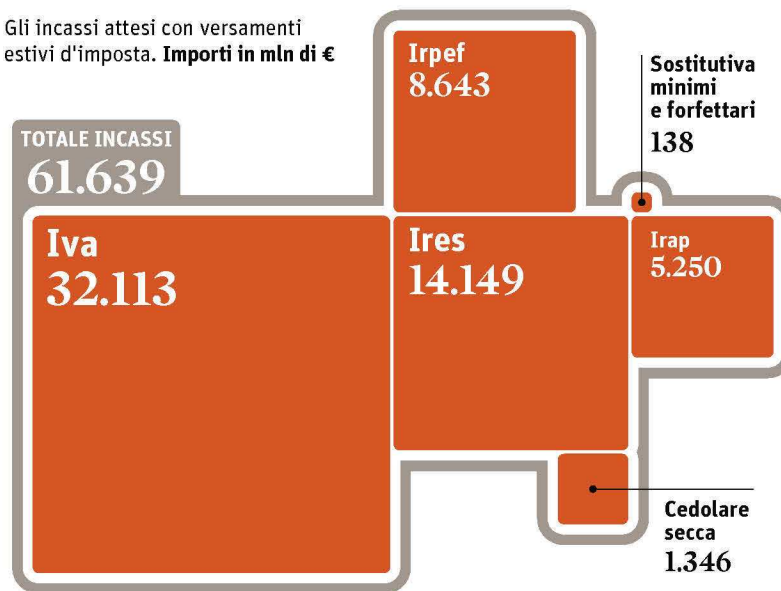 Gli incassi attesi con versamenti
estivi d'imposta. Importi in mln di €
TOTALE INCASSI
61.639
Irpef
8.643
Sostitutiva
minimi
e forfettari
138
Iva
32.113
Ires
14.149
Irap
5.250
Cedolare
secca
1.346